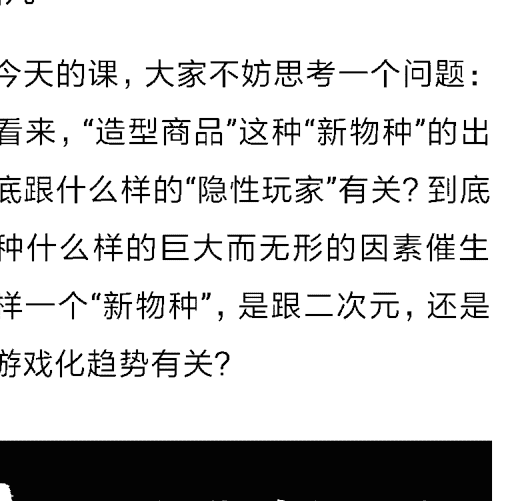 今天的课，大家不妨思考一个问题：
看来，“造型商品”这种“新物种”的出
底跟什么样的“隐性玩家”有关？到底
种什么样的巨大而无形的因素催生
样一个“新物种”，是跟二次元，还是
游戏化趋势有关？